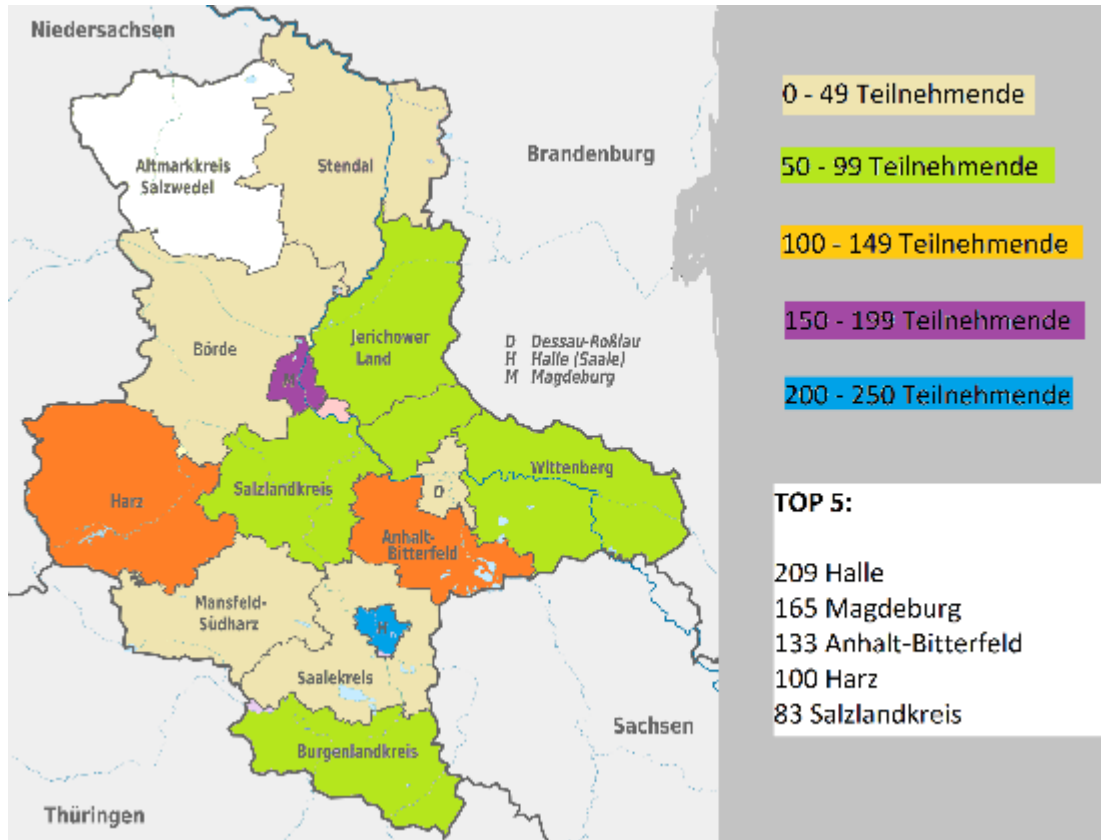 Niedersachsen
Altmarkkreis
Salzwedel
Stendal
Brandenburg
Börde
Jerichower
Land
M
D Dessau-Roßlau
H Halle (Saale)
M Magdeburg
Harz
Salzlandkreis
D
Wittenberg
Anhalt-
Bitterfeld
Mansfeld-
Südharz
H
Saalekreis
Sachsen
Burgenlandkreis
Thüringen
0 - 49 Teilnehmende
50 - 99 Teilnehmende
100 - 149 Teilnehmende
150 - 199 Teilnehmende
200 - 250 Teilnehmende
TOP 5:
209 Halle
165 Magdeburg
133 Anhalt-Bitterfeld
100 Harz
83 Salzlandkreis